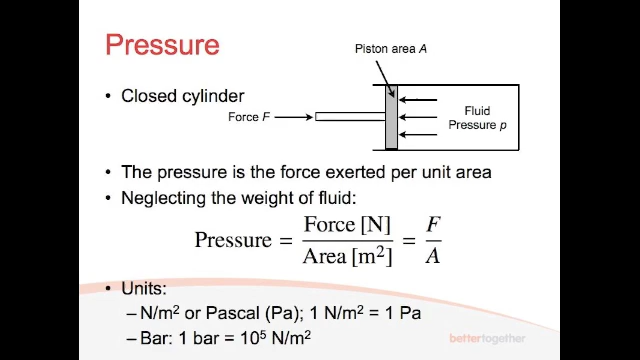 Pressure
Piston area A
• Closed cylinder
Force F
Fluid
Pressure p
• The pressure is the force exerted per unit area
• Neglecting the weight of fluid:
Pressure = Force [N] / Area [m²] = F / A
• Units:
–N/m² or Pascal (Pa); 1 N/m² = 1 Pa
–Bar: 1 bar = 10⁵ N/m²
bettertogether